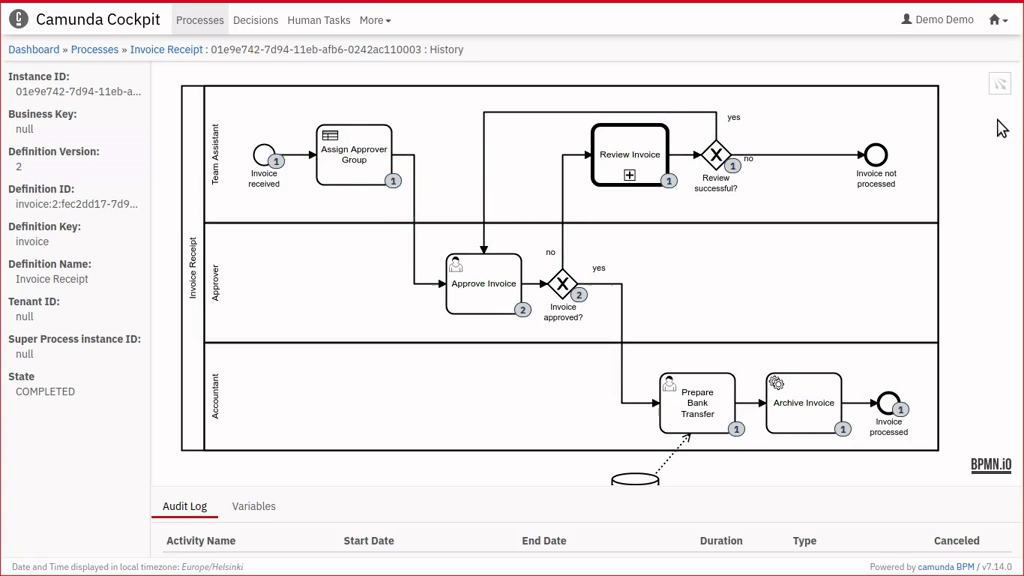 C Camunda Cockpit Processes Decisions Human Tasks More Demo Demo
Dashboard » Processes » Invoice Receipt : 01e9e742-7d94-11eb-afb6-0242ac110003 : History
Instance ID:
01e9e742-7d94-11eb-a...
Business Key:
null
Definition Version:
2
Definition ID:
invoice:2:fec2dd17-7d9...
Definition Key:
invoice
Definition Name:
Invoice Receipt
Tenant ID:
null
Super Process instance ID:
null
State
COMPLETED
Invoice Receipt
Team Assistant
Invoice
received
1
Assign Approver
Group
1
Review Invoice
1
yes
X
1
no
Review
successful?
Invoice not
processed
Approver
Approve Invoice
2
no
X
2
yes
Invoice
approved?
Accountant
Prepare
Bank
Transfer
1
Archive Invoice
1
1
Invoice
processed
BPMN.iO
Audit Log Variables
Activity Name Start Date End Date Duration Type Canceled
Date and Time displayed in local timezone: Europe/Helsinki Powered by camunda BPM / v7.14.0